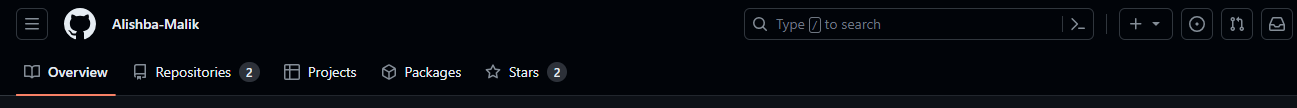 Alishba-Malik Type / to search
Overview Repositories 2 Projects Packages Stars 2